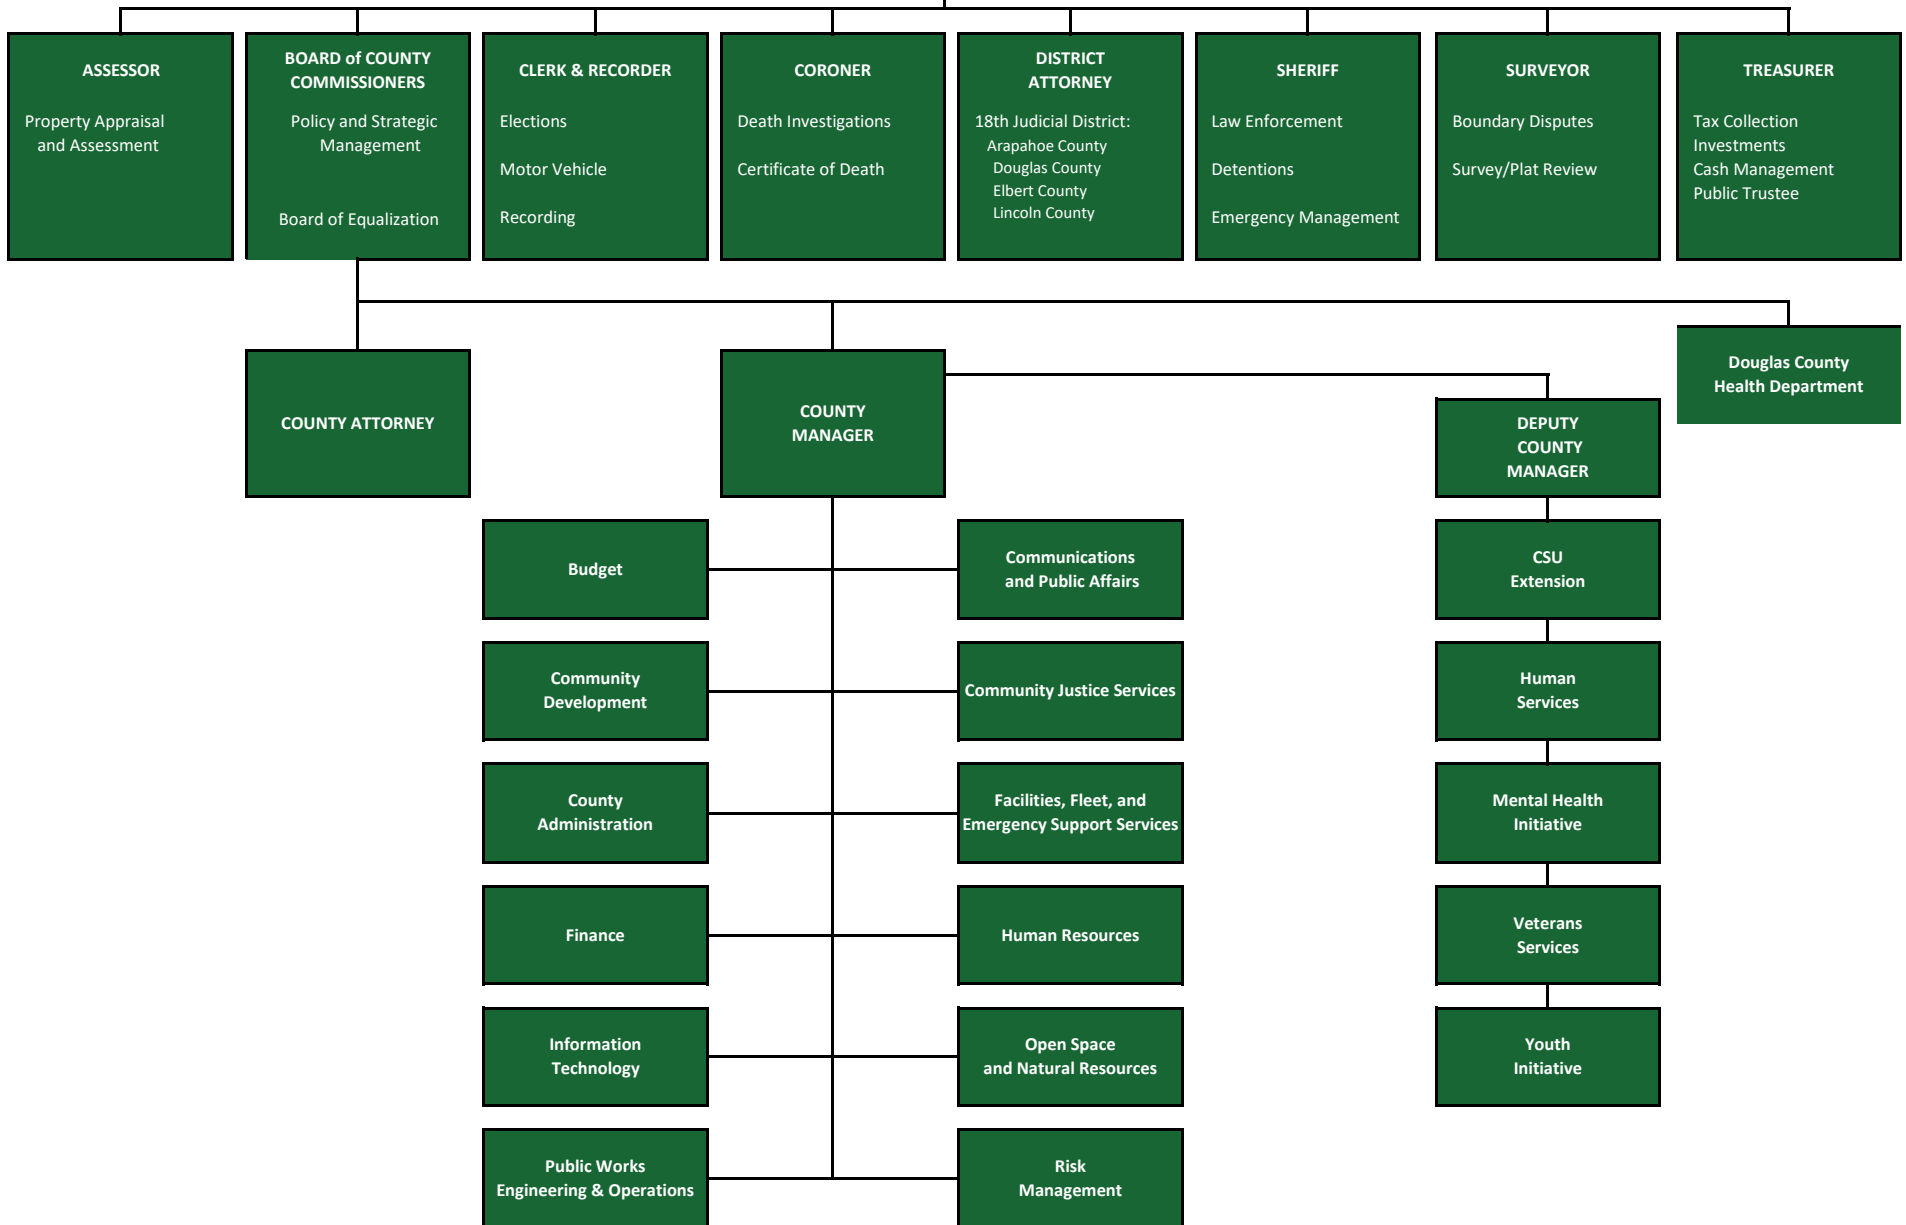 ASSESSOR
Property Appraisal
and Assessment
BOARD of COUNTY
COMMISSIONERS
Policy and Strategic
Management
Board of Equalization
CLERK & RECORDER
Elections
Motor Vehicle
Recording
CORONER
Death Investigations
Certificate of Death
DISTRICT
ATTORNEY
18th Judicial District:
Arapahoe County
Douglas County
Elbert County
Lincoln County
SHERIFF
Law Enforcement
Detentions
Emergency Management
SURVEYOR
Boundary Disputes
Survey/Plat Review
TREASURER
Tax Collection
Investments
Cash Management
Public Trustee
COUNTY ATTORNEY
COUNTY
MANAGER
DEPUTY
COUNTY
MANAGER
Douglas County
Health Department
Budget
Communications
and Public Affairs
CSU
Extension
Community
Development
Community Justice Services
Human
Services
County
Administration
Facilities, Fleet, and
Emergency Support Services
Mental Health
Initiative
Finance
Human Resources
Veterans
Services
Information
Technology
Open Space
and Natural Resources
Youth
Initiative
Public Works
Engineering & Operations
Risk
Management